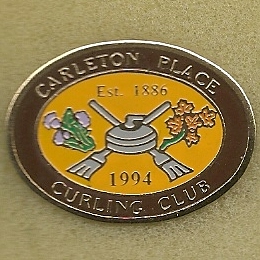 CARLETON PLACE
Est. 1886
1994
CURLING CLUB